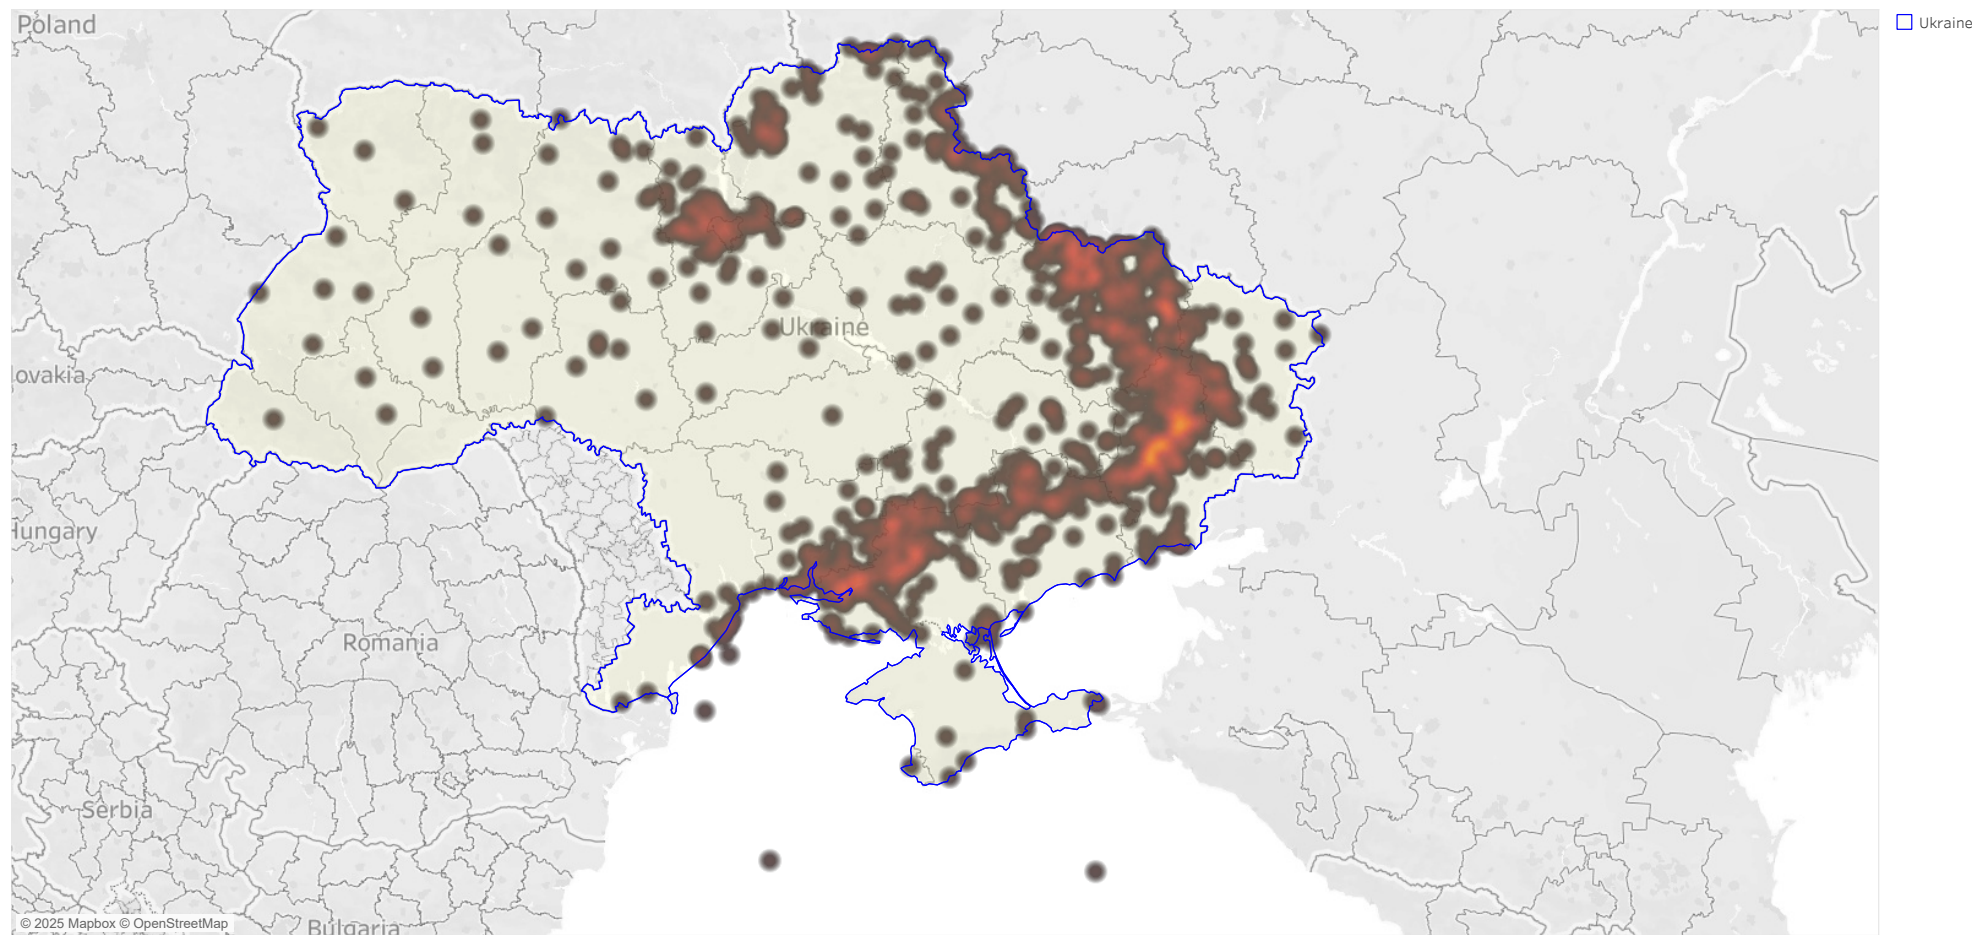 Poland
Ukraine
Ukraine
lovakia
Hungary
Romania
Serbia
Bulgaria
© 2025 Mapbox © OpenStreetMap